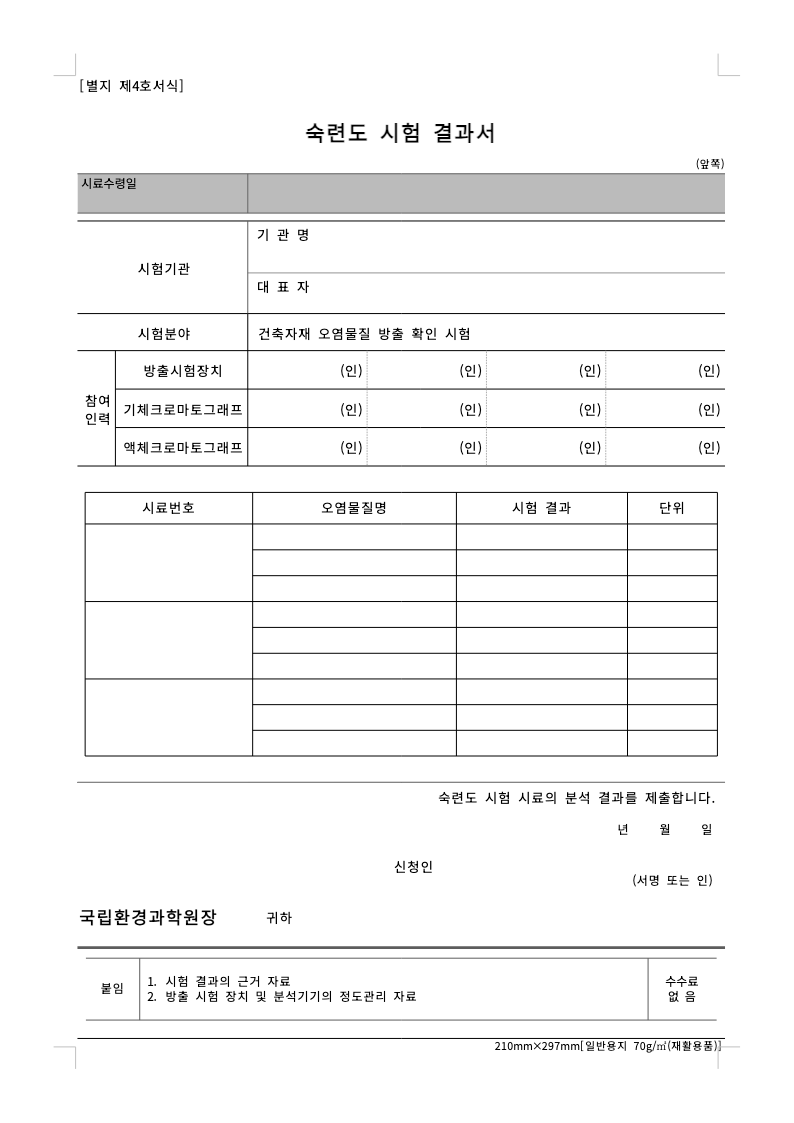 [별지 제4호서식]
숙련도 시험 결과서
(앞쪽)
시료수령일
시험기관
기 관 명
대 표 자
시험분야 건축자재 오염물질 방출 확인 시험
참여
인력
방출시험장치 (인) (인) (인) (인)
기체크로마토그래프 (인) (인) (인) (인)
액체크로마토그래프 (인) (인) (인) (인)
시료번호 오염물질명 시험 결과 단위
숙련도 시험 시료의 분석 결과를 제출합니다.
년 월 일
신청인
(서명 또는 인)
국립환경과학원장 귀하
붙임
1. 시험 결과의 근거 자료
2. 방출 시험 장치 및 분석기기의 정도관리 자료
수수료
없 음
210mm×297mm[일반용지 70g/㎡(재활용품)]